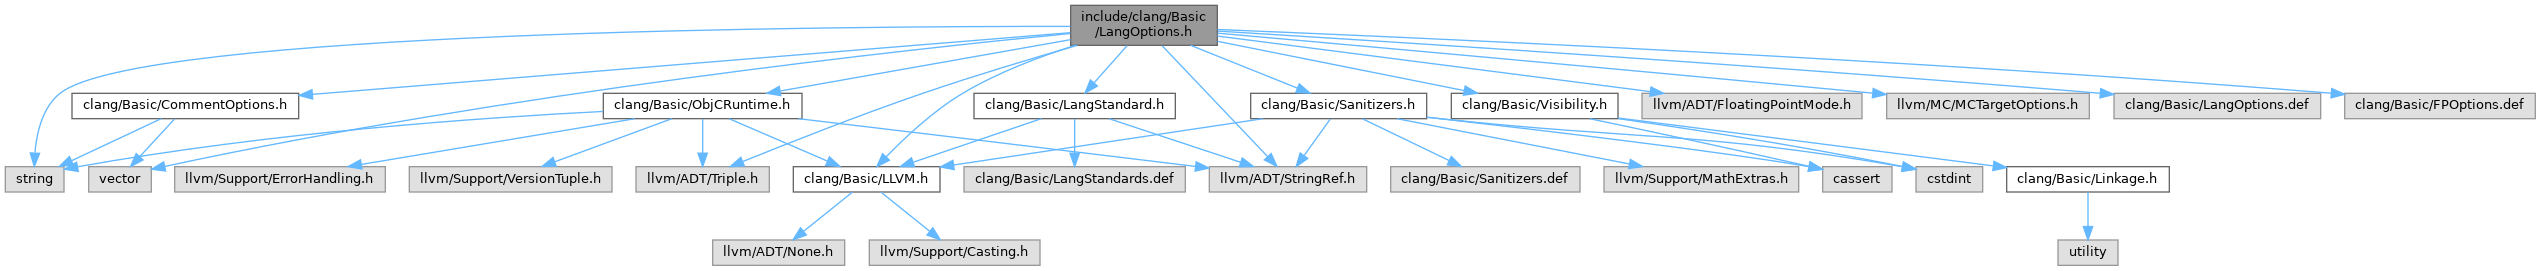 include/clang/Basic
/LangOptions.h
clang/Basic/CommentOptions.h
clang/Basic/ObjCRuntime.h
clang/Basic/LangStandard.h
clang/Basic/Sanitizers.h
clang/Basic/Visibility.h
llvm/ADT/FloatingPointMode.h
llvm/MC/MCTargetOptions.h
clang/Basic/LangOptions.def
clang/Basic/FPOptions.def
string
vector
llvm/Support/ErrorHandling.h
llvm/Support/VersionTuple.h
llvm/ADT/Triple.h
clang/Basic/LLVM.h
clang/Basic/LangStandards.def
llvm/ADT/StringRef.h
clang/Basic/Sanitizers.def
llvm/Support/MathExtras.h
cassert
cstdint
clang/Basic/Linkage.h
llvm/ADT/None.h
llvm/Support/Casting.h
utility